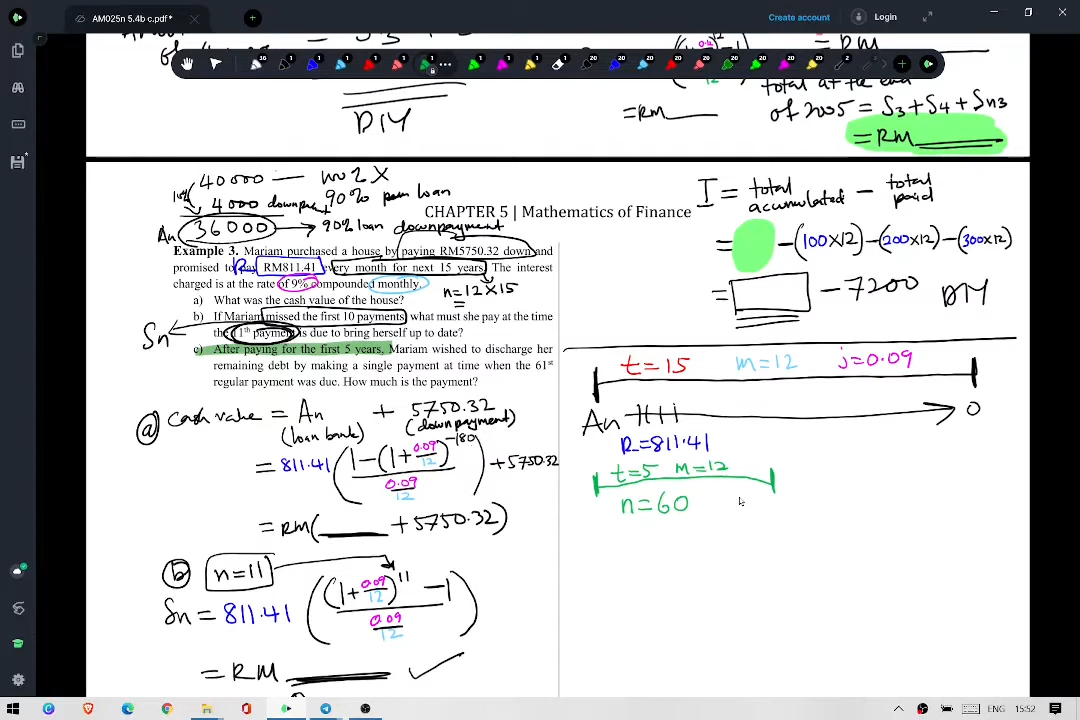 AM025n 5.4b c.pdf*
Create account
Login
of
= RM
total at the end
of 2005 = S3 + S4 + Sn3
= RM
= RM
DIY
40000
4000 downpaymt
90% pem loan
An 36000 → 90% loan downpayment
CHAPTER 5 | Mathematics of Finance
Example 3. Mariam purchased a house by paying RM5750.32 down and
promised to pay RM811.41 every month for next 15 years. The interest
R
charged is at the rate of 9% compounded monthly.
n=12×15
a) What was the cash value of the house?
b) If Mariam missed the first 10 payments what must she pay at the time
the 11th payment is due to bring herself up to date?
Sn
c) After paying for the first 5 years, Mariam wished to discharge her
remaining debt by making a single payment at time when the 61st
regular payment was due. How much is the payment?
a cash value = An + 5750.32
(loan bank) (downpayment)
= 811.41 (1-(1+0.09/12)^-180 / 0.09/12) + 5750.32
= RM( + 5750.32)
b n=11
Sn = 811.41 ((1+0.09/12)^11 - 1 / 0.09/12)
= RM
I = total accumulated - total paid
= -(100×12)-(200×12)-(300×12)
= - 7200 DIY
t=15 m=12 j=0.09
An 0
R=811.41
t=5 m=12
n=60
ENG
15:52